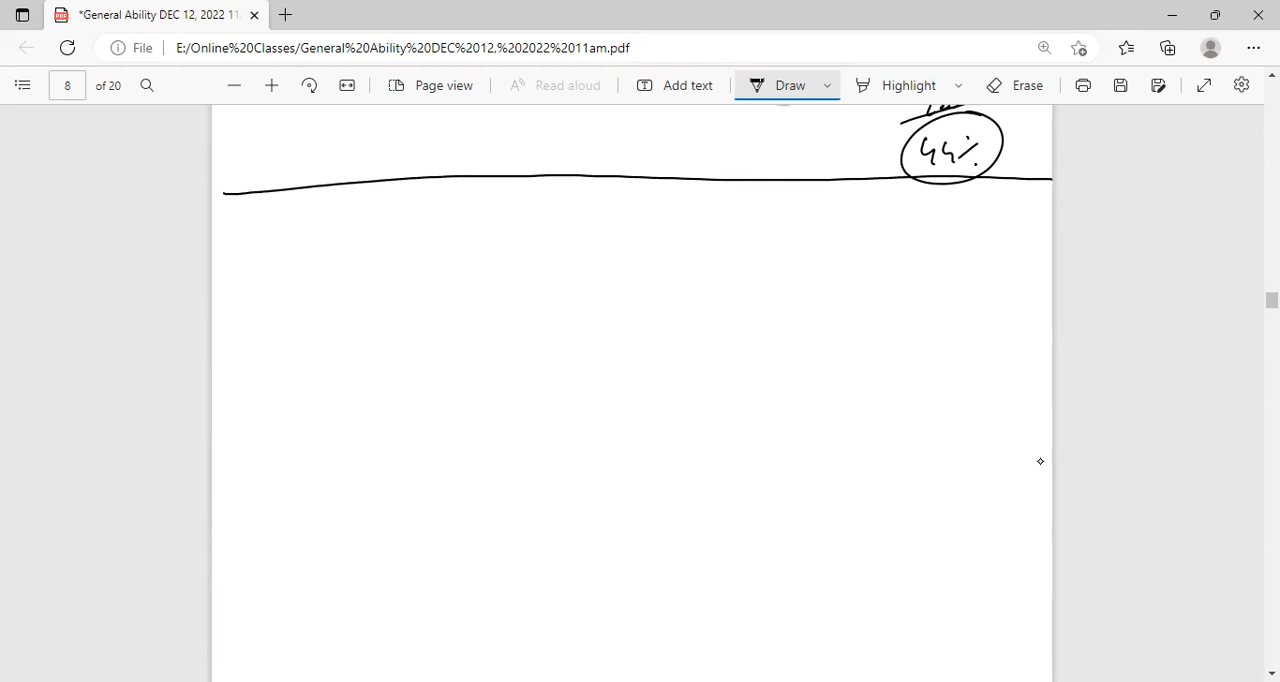 *General Ability DEC 12, 2022 11
File E:/Online%20Classes/General%20Ability%20DEC%2012,%202022%2011am.pdf
8 of 20 Page view Read aloud Add text Draw Highlight Erase
44%